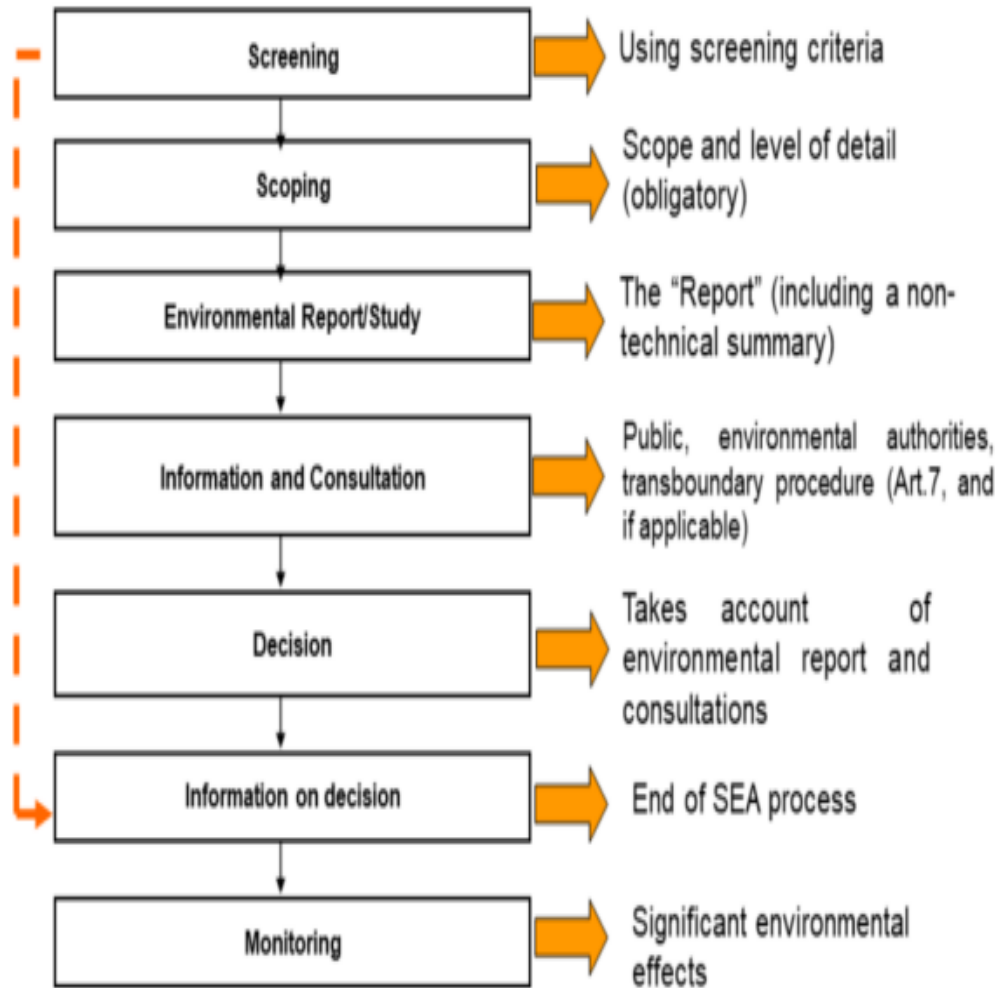 Screening
Using screening criteria
Scoping
Scope and level of detail
(obligatory)
Environmental Report/Study
The “Report” (including a non-
technical summary)
Information and Consultation
Public, environmental authorities,
transboundary procedure (Art.7, and
if applicable)
Decision
Takes account of
environmental report and
consultations
Information on decision
End of SEA process
Monitoring
Significant environmental
effects